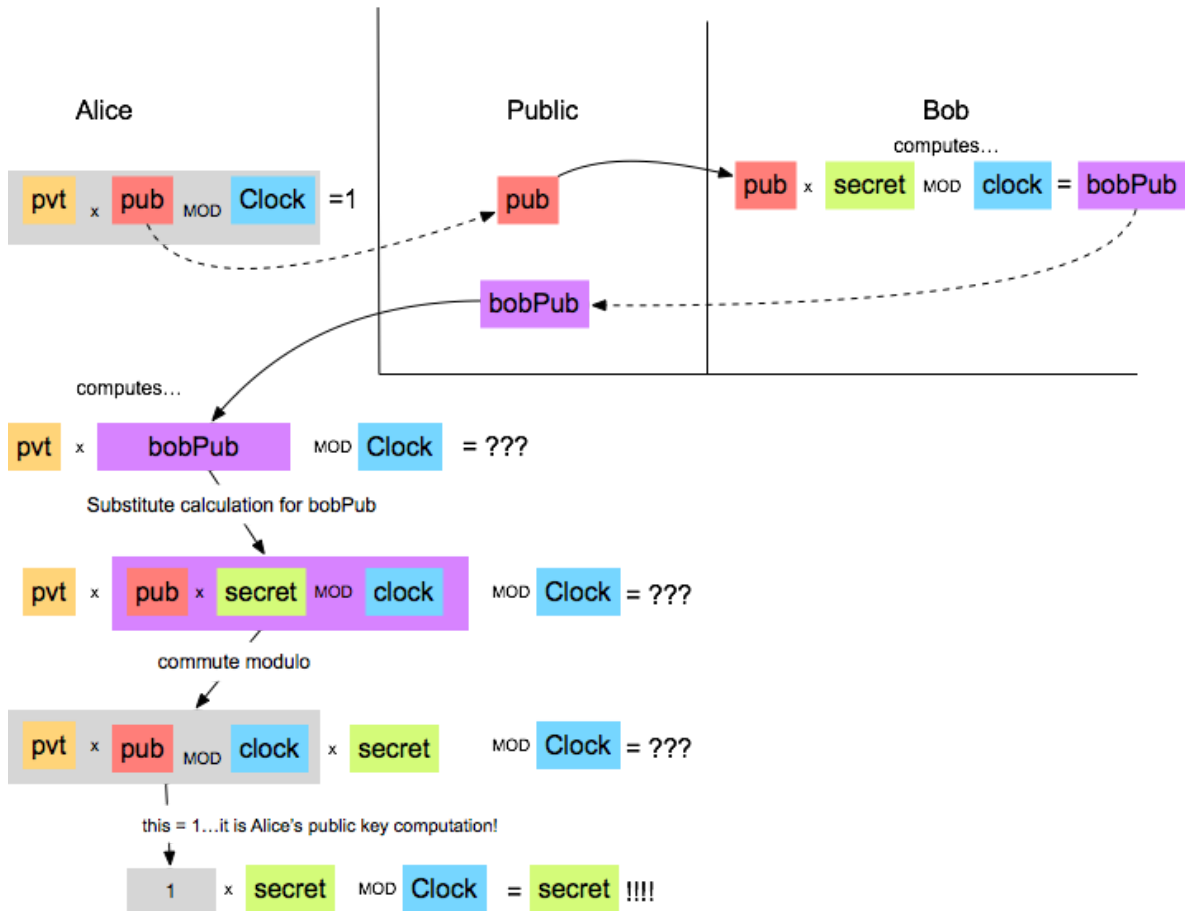 Alice
Public
Bob
computes...
pvt x pub MOD Clock =1
pub
pub x secret MOD clock = bobPub
bobPub
computes...
pvt x bobPub MOD Clock = ???
Substitute calculation for bobPub
pvt x pub x secret MOD clock MOD Clock = ???
commute modulo
pvt x pub MOD clock x secret MOD Clock = ???
this = 1...it is Alice's public key computation!
1 x secret MOD Clock = secret !!!!